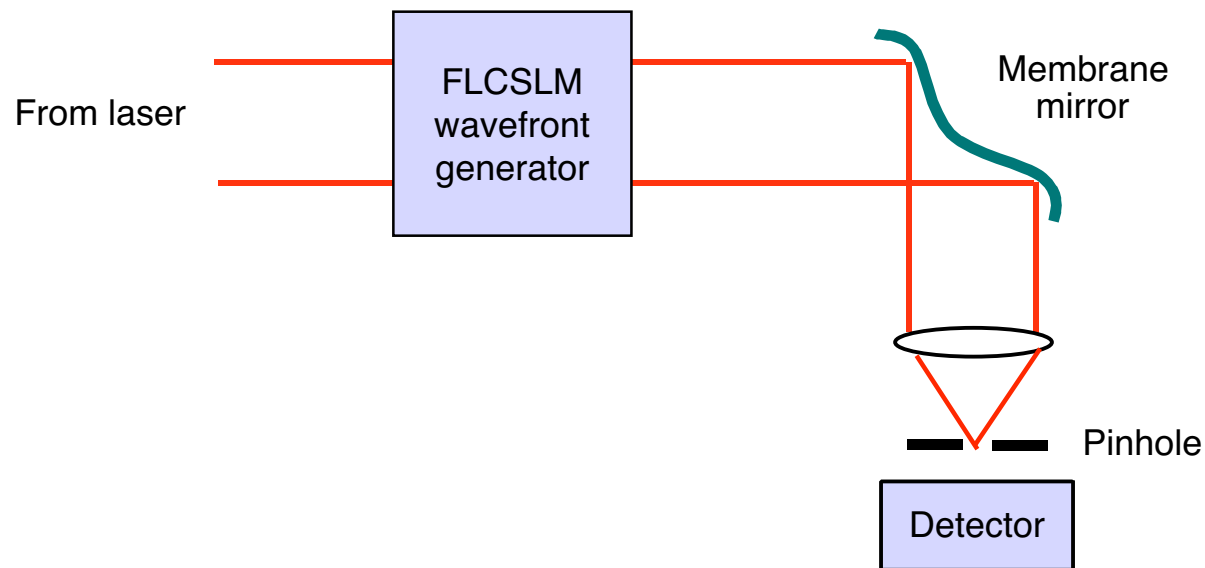 From laser
FLCSLM
wavefront
generator
Membrane
mirror
Pinhole
Detector